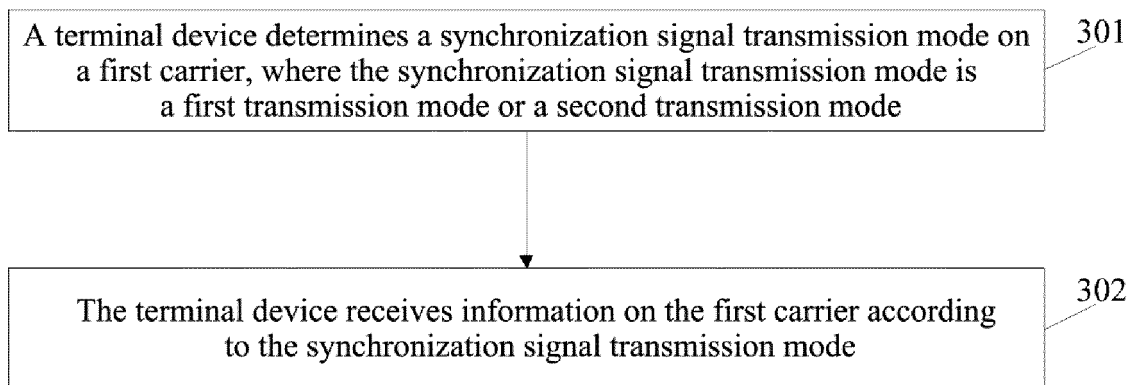 A terminal device determines a synchronization signal transmission mode on
a first carrier, where the synchronization signal transmission mode is
a first transmission mode or a second transmission mode
301
The terminal device receives information on the first carrier according
to the synchronization signal transmission mode
302